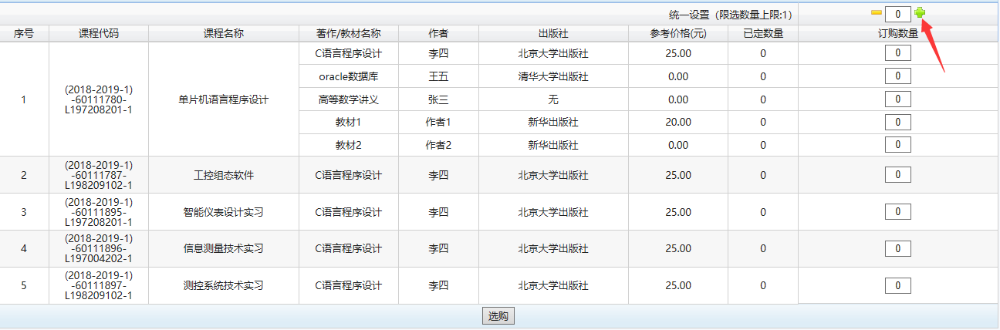 统一设置（限选数量上限:1） 0
序号 课程代码 课程名称 著作/教材名称 作者 出版社 参考价格(元) 已定数量 订购数量
1 (2018-2019-1)
-60111780-
L197208201-1 单片机语言程序设计 C语言程序设计 李四 北京大学出版社 25.00 0 0
oracle数据库 王五 清华大学出版社 0.00 0 0
高等数学讲义 张三 无 0.00 0 0
教材1 作者1 新华出版社 20.00 0 0
教材2 作者2 新华出版社 0.00 0 0
2 (2018-2019-1)
-60111787-
L198209102-1 工控组态软件 C语言程序设计 李四 北京大学出版社 25.00 0 0
3 (2018-2019-1)
-60111895-
L197208201-1 智能仪表设计实习 C语言程序设计 李四 北京大学出版社 25.00 0 0
4 (2018-2019-1)
-60111896-
L197004202-1 信息测量技术实习 C语言程序设计 李四 北京大学出版社 25.00 0 0
5 (2018-2019-1)
-60111897-
L198209102-1 测控系统技术实习 C语言程序设计 李四 北京大学出版社 25.00 0 0
选购